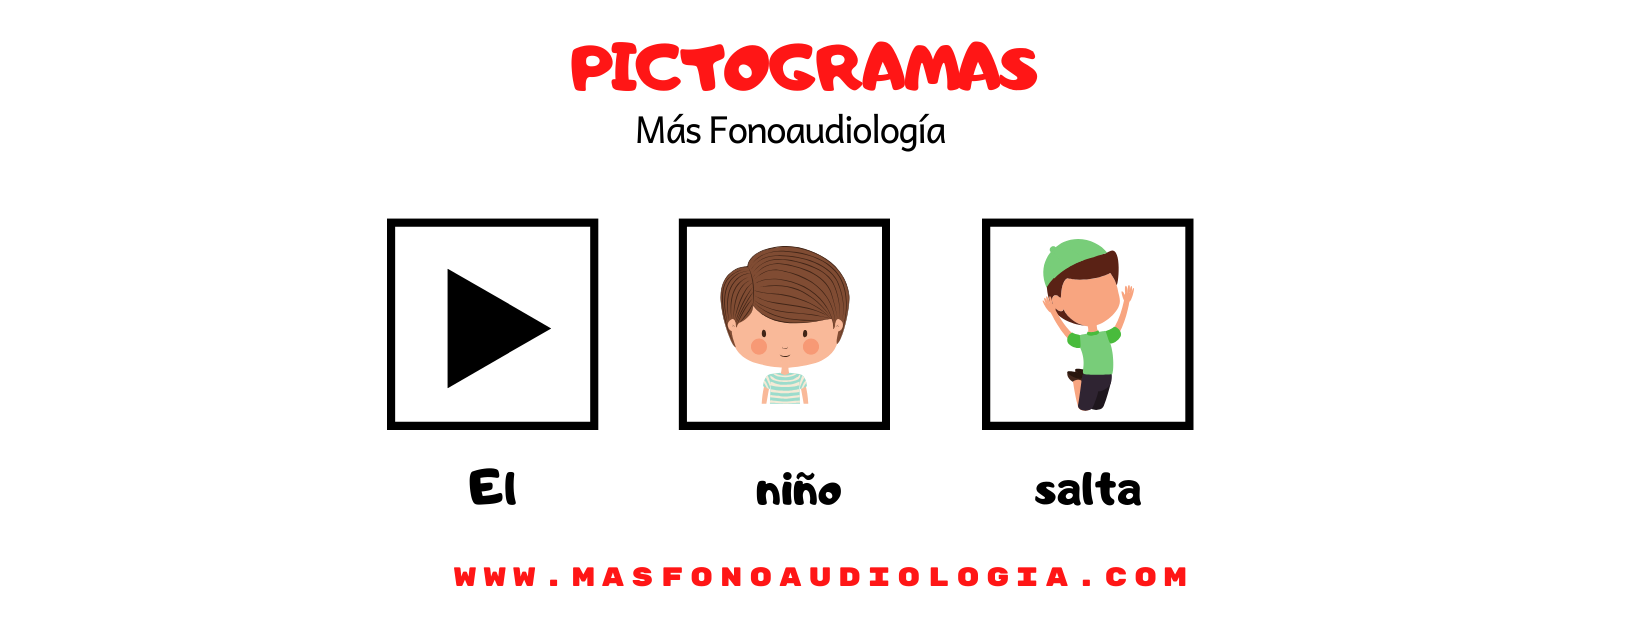 PICTOGRAMAS
Más Fonoaudiología
El niño salta
WWW.MASFONOAUDIOLOGIA.COM